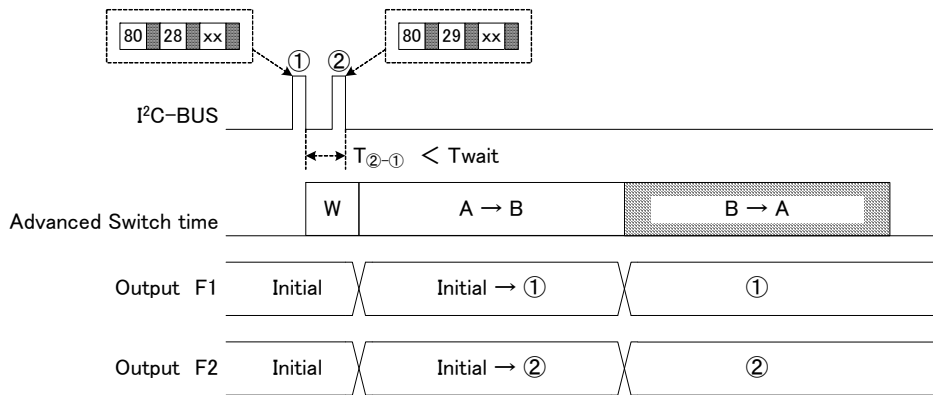 80 28 xx 80 29 xx
① ②
I²C-BUS
T②-① < Twait
Advanced Switch time W A → B B → A
Output F1 Initial Initial → ① ①
Output F2 Initial Initial → ② ②